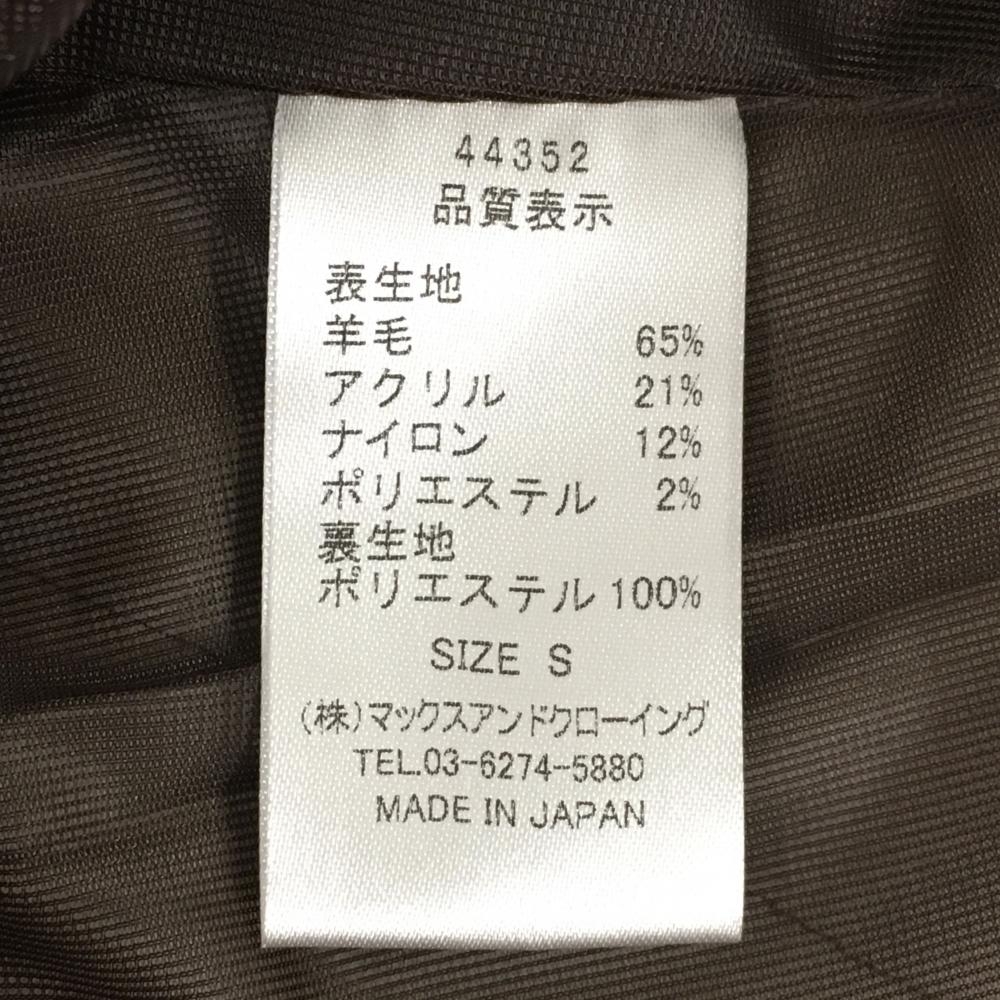 44352
品質表示
表生地
羊毛 65%
アクリル 21%
ナイロン 12%
ポリエステル 2%
裏生地
ポリエステル 100%
SIZE S
(株)マックスアンドクローイング
TEL.03-6274-5880
MADE IN JAPAN